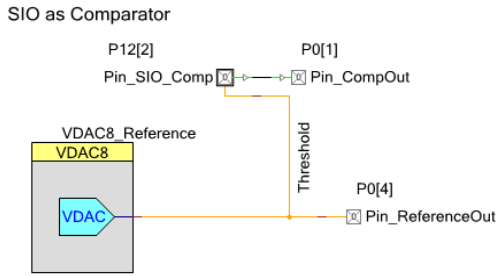 SIO as Comparator
P12[2]
P0[1]
Pin_SIO_Comp
Pin_CompOut
VDAC8_Reference
VDAC8
Threshold
VDAC
P0[4]
Pin_ReferenceOut